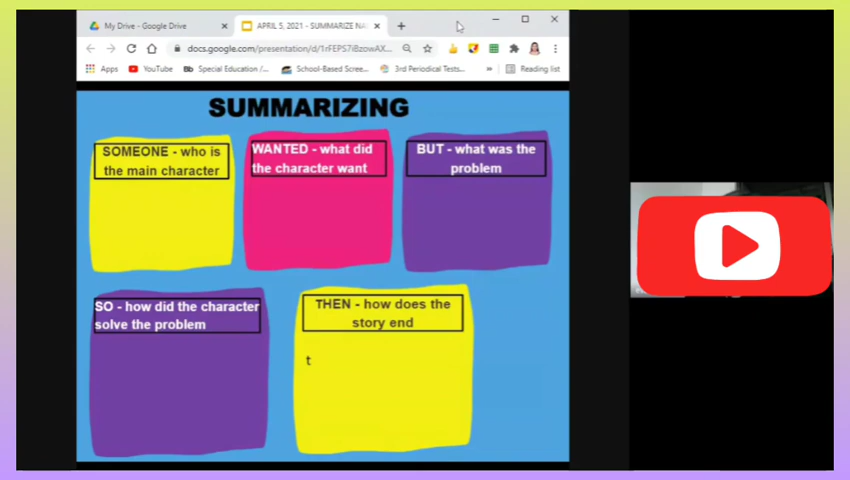 My Drive - Google Drive
APRIL 5, 2021 - SUMMARIZE NA
docs.google.com/presentation/d/1rFEPS7iBzowAX...
Apps
YouTube
Bb Special Education /...
School-Based Scree...
3rd Periodical Tests...
»
Reading list
SUMMARIZING
SOMEONE - who is
the main character
WANTED - what did
the character want
BUT - what was the
problem
SO - how did the character
solve the problem
THEN - how does the
story end
t